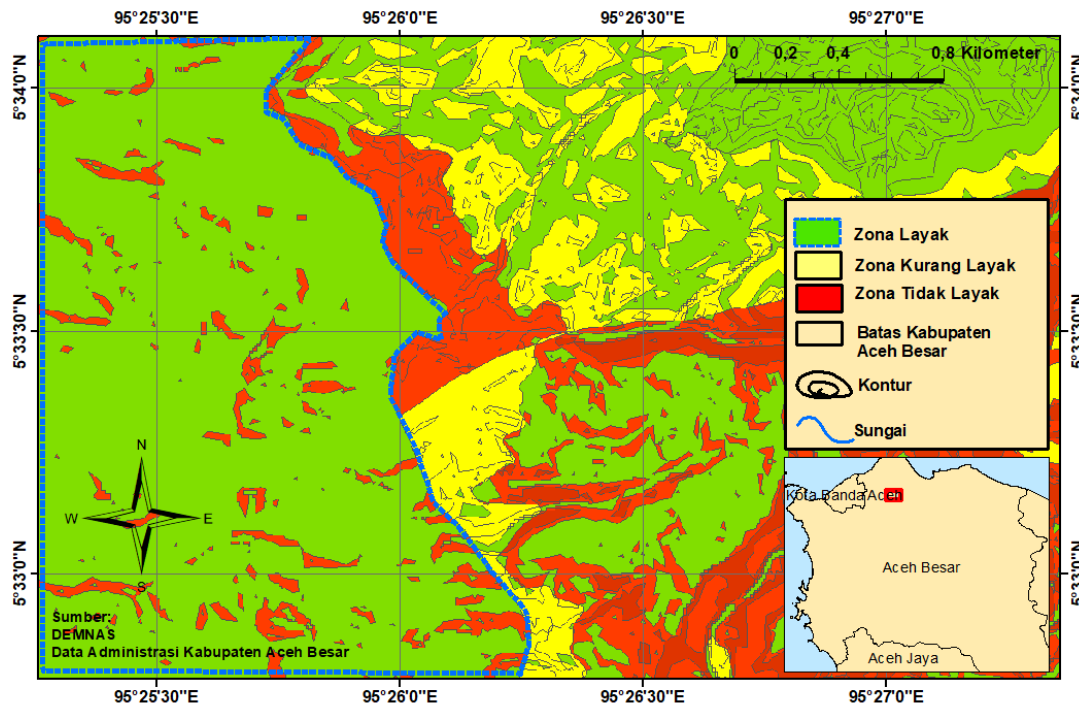 95°25'30"E 95°26'0"E 95°26'30"E 95°27'0"E
0 0,2 0,4 0,8 Kilometer
5°34'0"N 5°34'0"N
5°33'30"N 5°33'30"N
5°33'0"N 5°33'0"N
Zona Layak
Zona Kurang Layak
Zona Tidak Layak
Batas Kabupaten
Aceh Besar
Kontur
Sungai
N
W E
S
Kota Banda Aceh
Aceh Besar
Aceh Jaya
Sumber:
DEMNAS
Data Administrasi Kabupaten Aceh Besar
95°25'30"E 95°26'0"E 95°26'30"E 95°27'0"E